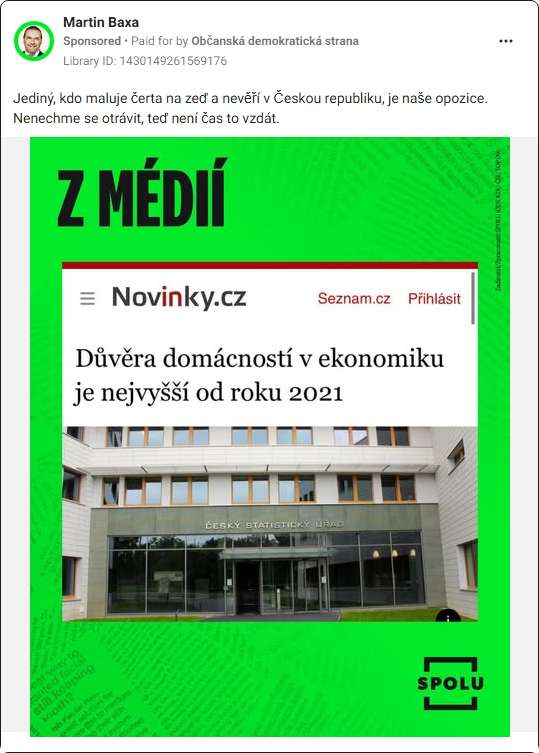 Martin Baxa
Sponsored • Paid for by Občanská demokratická strana
Library ID: 1430149261569176
Jediný, kdo maluje čerta na zeď a nevěří v Českou republiku, je naše opozice.
Nenechme se otrávit, teď není čas to vzdát.
Z MÉDIÍ
Novinky.cz
Seznam.cz Přihlásit
Důvěra domácností v ekonomiku
je nejvyšší od roku 2021
ČESKÝ STATISTICKÝ ÚŘAD
SPOLU